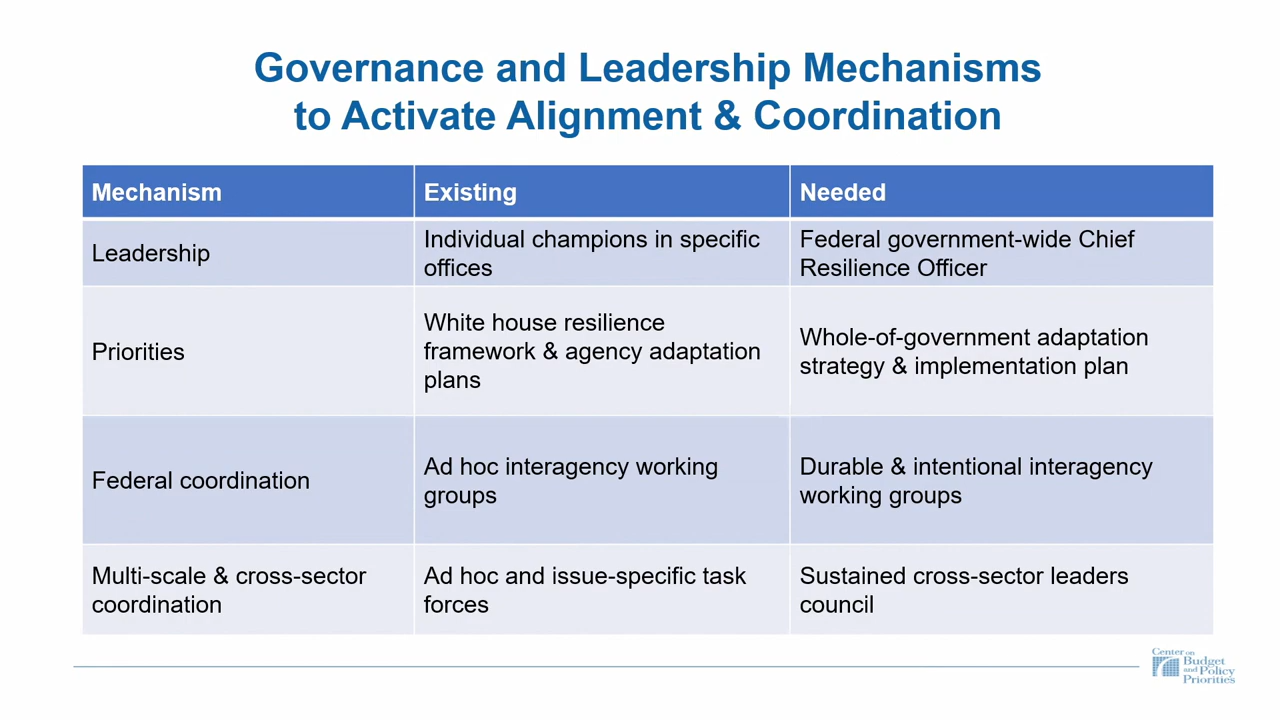 Governance and Leadership Mechanisms
to Activate Alignment & Coordination
Mechanism
Existing
Needed
Leadership
Individual champions in specific
offices
Federal government-wide Chief
Resilience Officer
Priorities
White house resilience
framework & agency adaptation
plans
Whole-of-government adaptation
strategy & implementation plan
Federal coordination
Ad hoc interagency working
groups
Durable & intentional interagency
working groups
Multi-scale & cross-sector
coordination
Ad hoc and issue-specific task
forces
Sustained cross-sector leaders
council
Center on
Budget
and Policy
Priorities